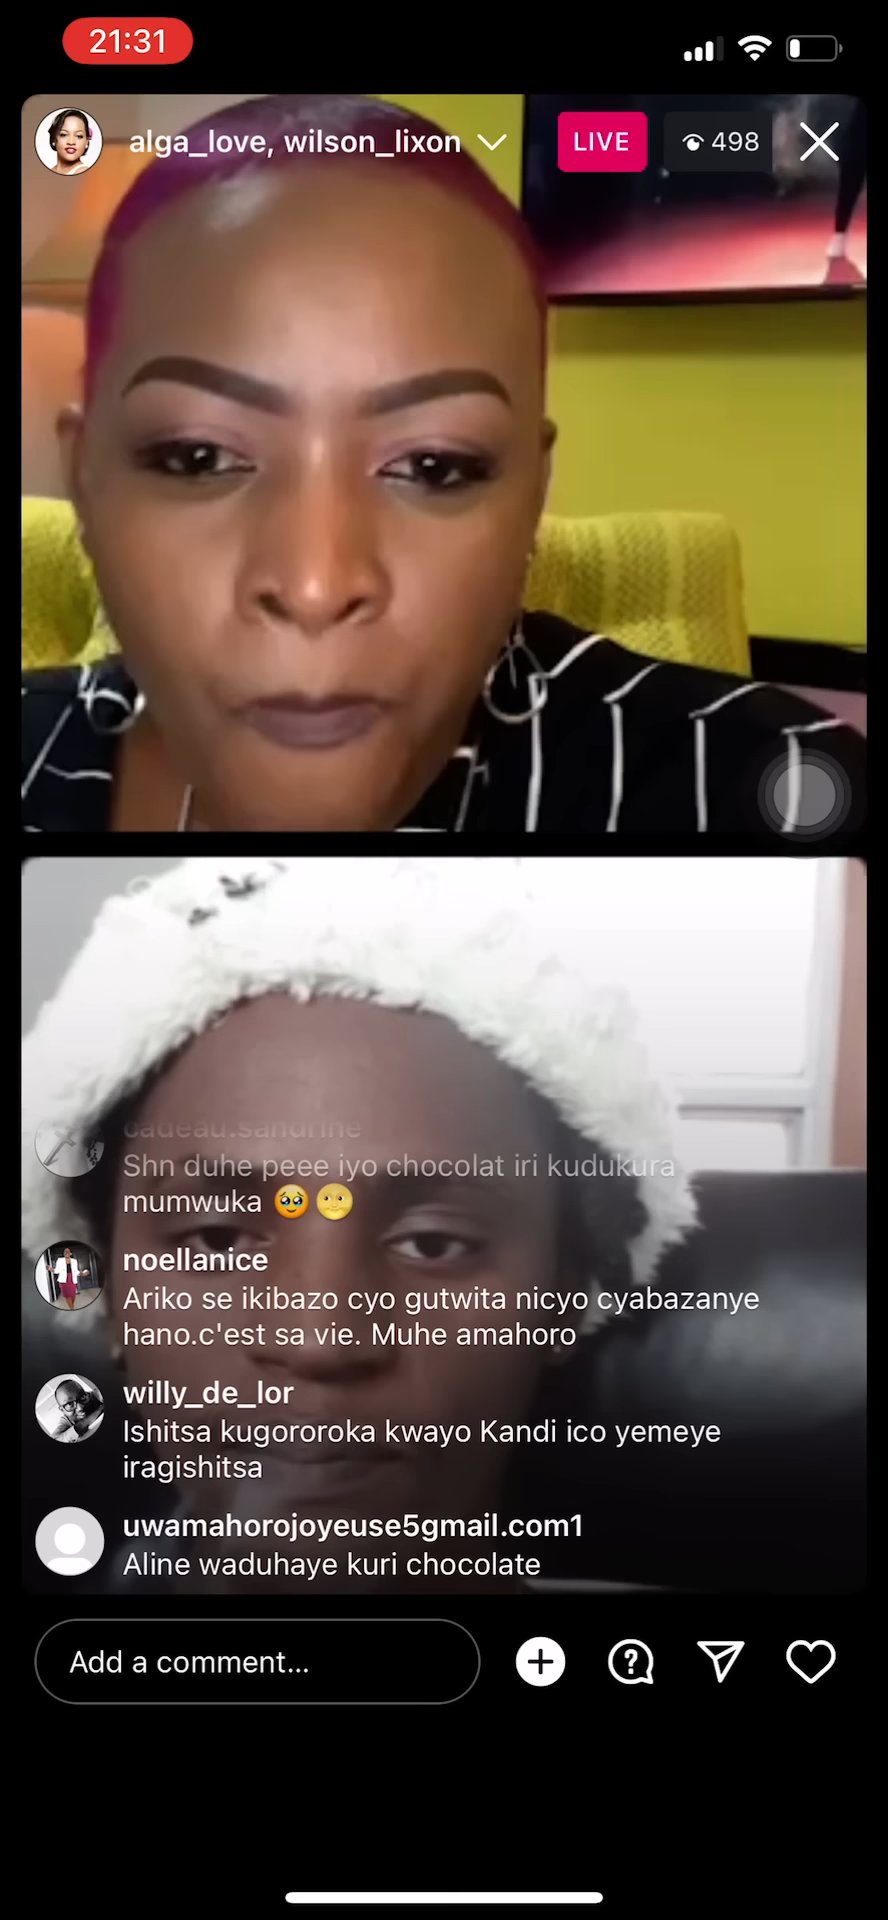 21:31
alga_love, wilson_lixon
LIVE
498
cadeau.sandrine
Shn duhe peee iyo chocolat iri kudukura
mumwuka 🥹🌝
noellanice
Ariko se ikibazo cyo gutwita nicyo cyabazanye
hano.c'est sa vie. Muhe amahoro
willy_de_lor
Ishitsa kugororoka kwayo Kandi ico yemeye
iragishitsa
uwamahorojoyeuse5gmail.com1
Aline waduhaye kuri chocolate
Add a comment...